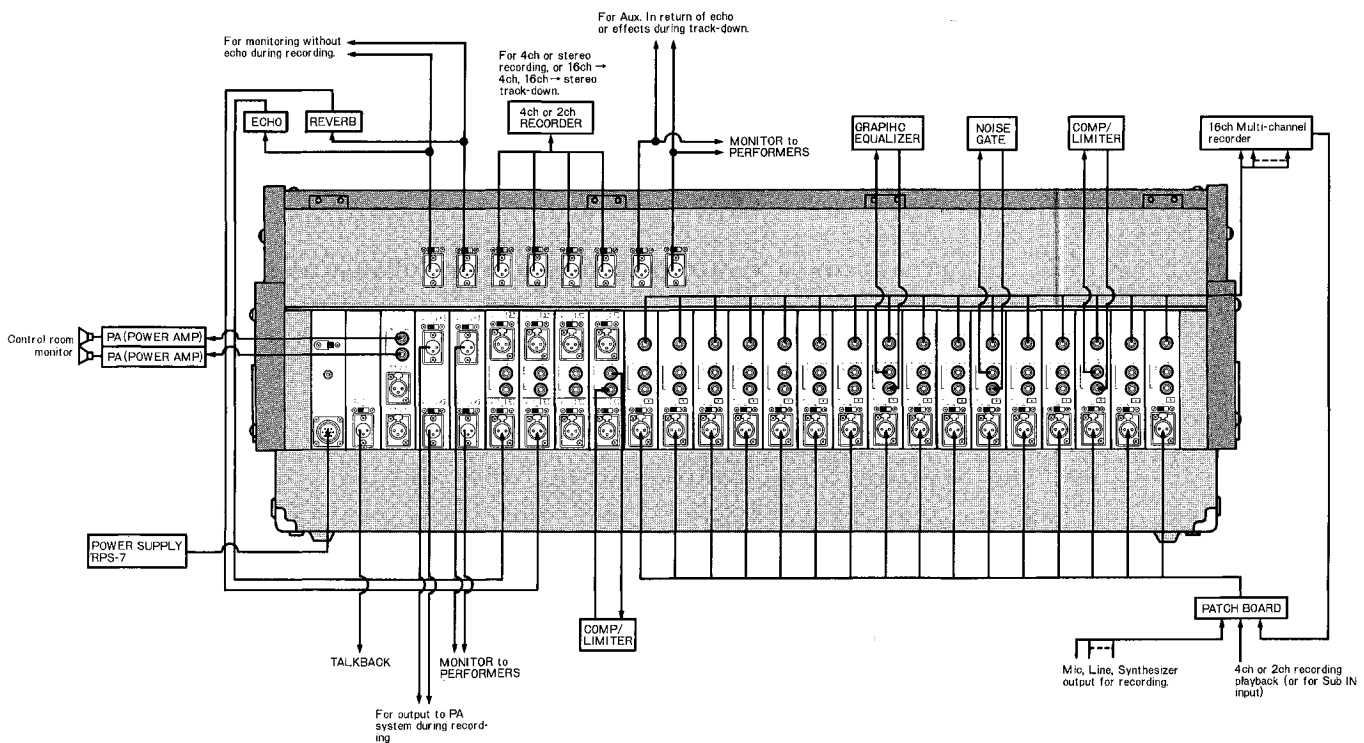 For Aux. In return of echo
or effects during track-down.
For monitoring without
echo during recording.
For 4ch or stereo
recording, or 16ch →
4ch, 16ch → stereo
track-down.
ECHO
REVERB
4ch or 2ch
RECORDER
MONITOR to
PERFORMERS
GRAPIHC
EQUALIZER
NOISE
GATE
COMP/
LIMITER
16ch Multi-channel
recorder
Control room
monitor
PA (POWER AMP)
PA (POWER AMP)
POWER SUPPLY
RPS-7
TALKBACK
MONITOR to
PERFORMERS
For output to PA
system during record-
ing
COMP/
LIMITER
PATCH BOARD
Mic, Line, Synthesizer
output for recording.
4ch or 2ch recording
playback (or for Sub IN
input)